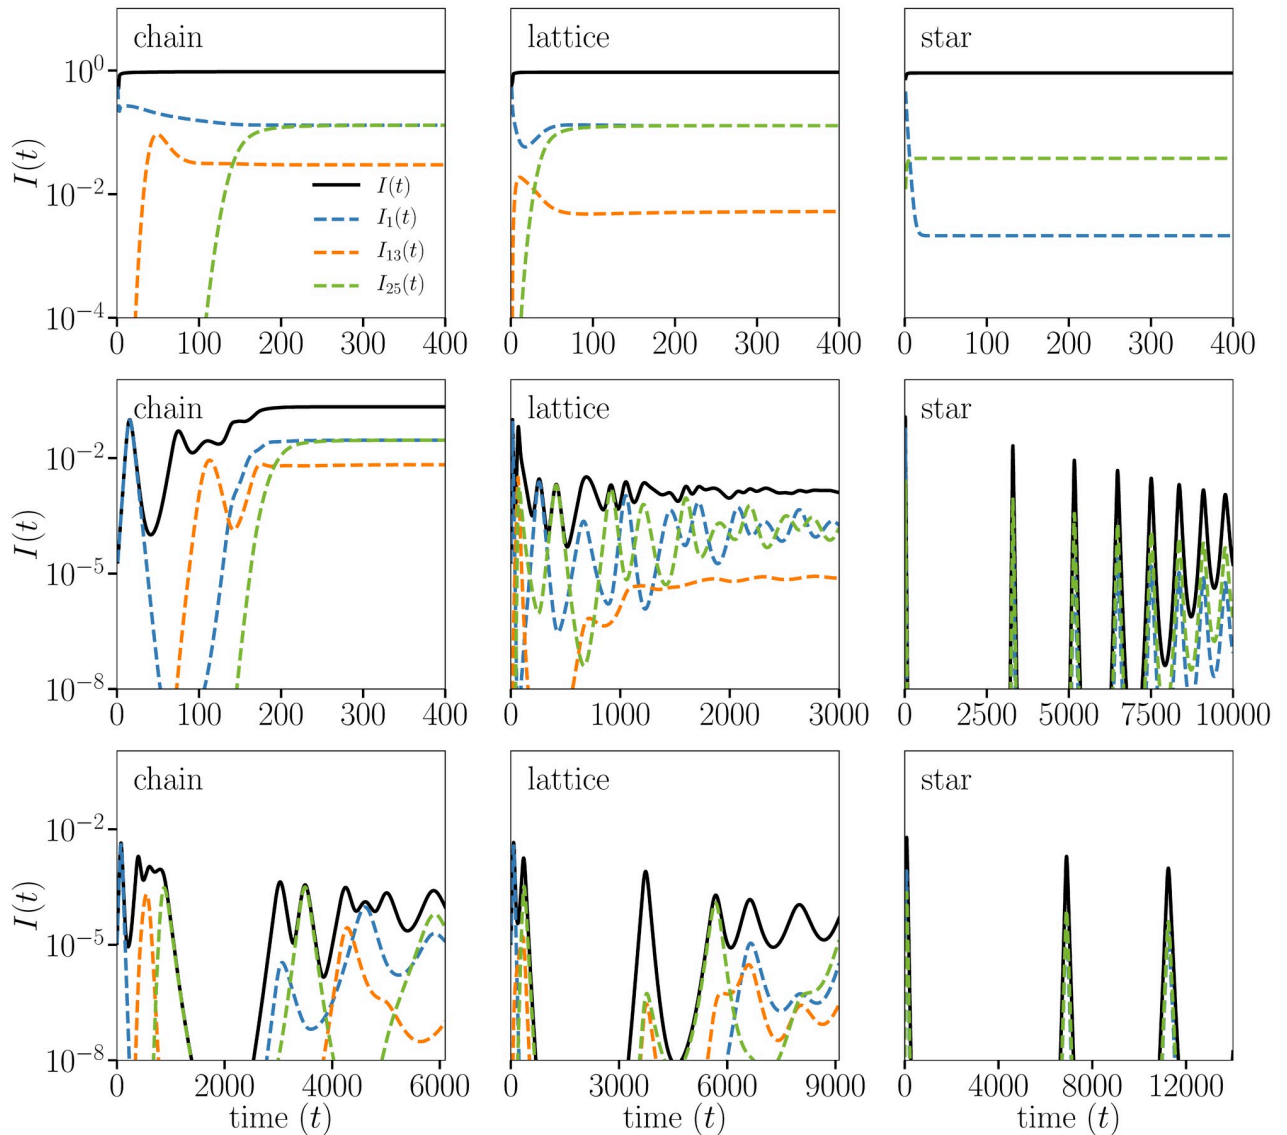 chain
lattice
star
I(t)
10^0
10^-2
10^-4
I(t)
I_1(t)
I_13(t)
I_25(t)
0 100 200 300 400
0 100 200 300 400
0 100 200 300 400
chain
lattice
star
I(t)
10^-2
10^-5
10^-8
0 100 200 300 400
0 1000 2000 3000
0 2500 5000 7500 10000
chain
lattice
star
I(t)
10^-2
10^-5
10^-8
0 2000 4000 6000
0 3000 6000 9000
0 4000 8000 12000
time (t)
time (t)
time (t)